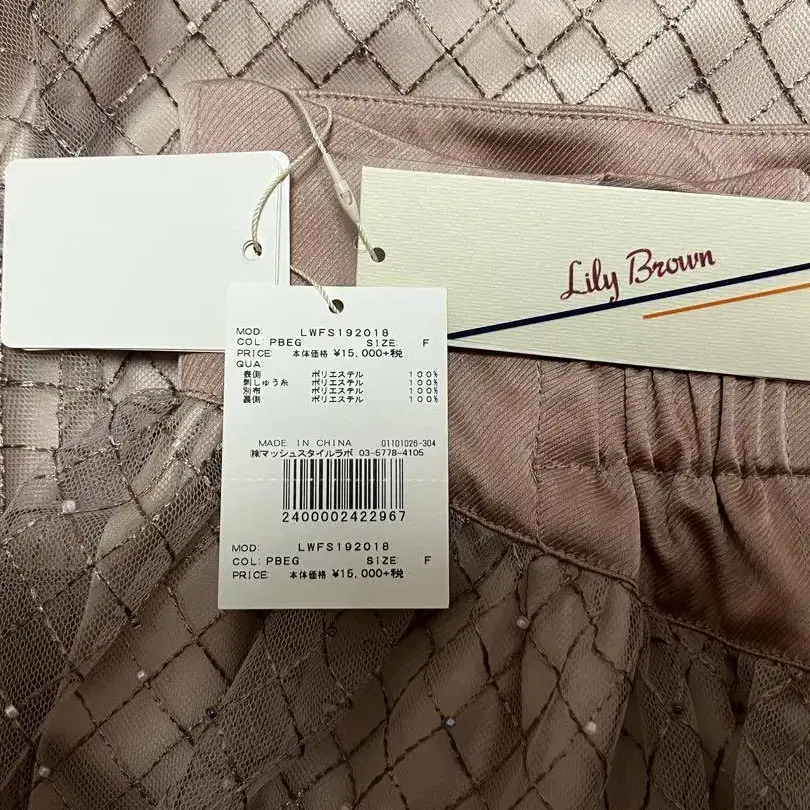 Lily Brown
MOD: LWFS192018
COL: PBEG SIZE: F
PRICE: 本体価格 ¥15,000+税
QUA:
表側 ポリエステル 100%
刺しゅう糸 ポリエステル 100%
別布 ポリエステル 100%
裏側 ポリエステル 100%
MADE IN CHINA 01101026-304
㈱マッシュスタイルラボ 03-5778-4105
2400002422967
MOD: LWFS192018
COL: PBEG SIZE: F
PRICE: 本体価格 ¥15,000+税